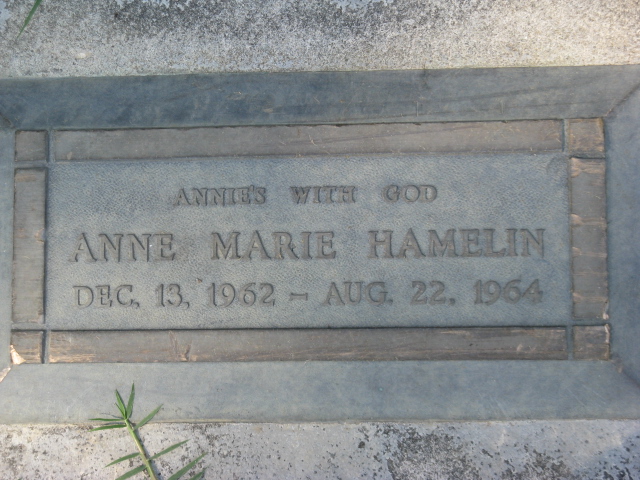 ANNIE'S WITH GOD
ANNE MARIE HAMELIN
DEC. 13, 1962 – AUG. 22, 1964